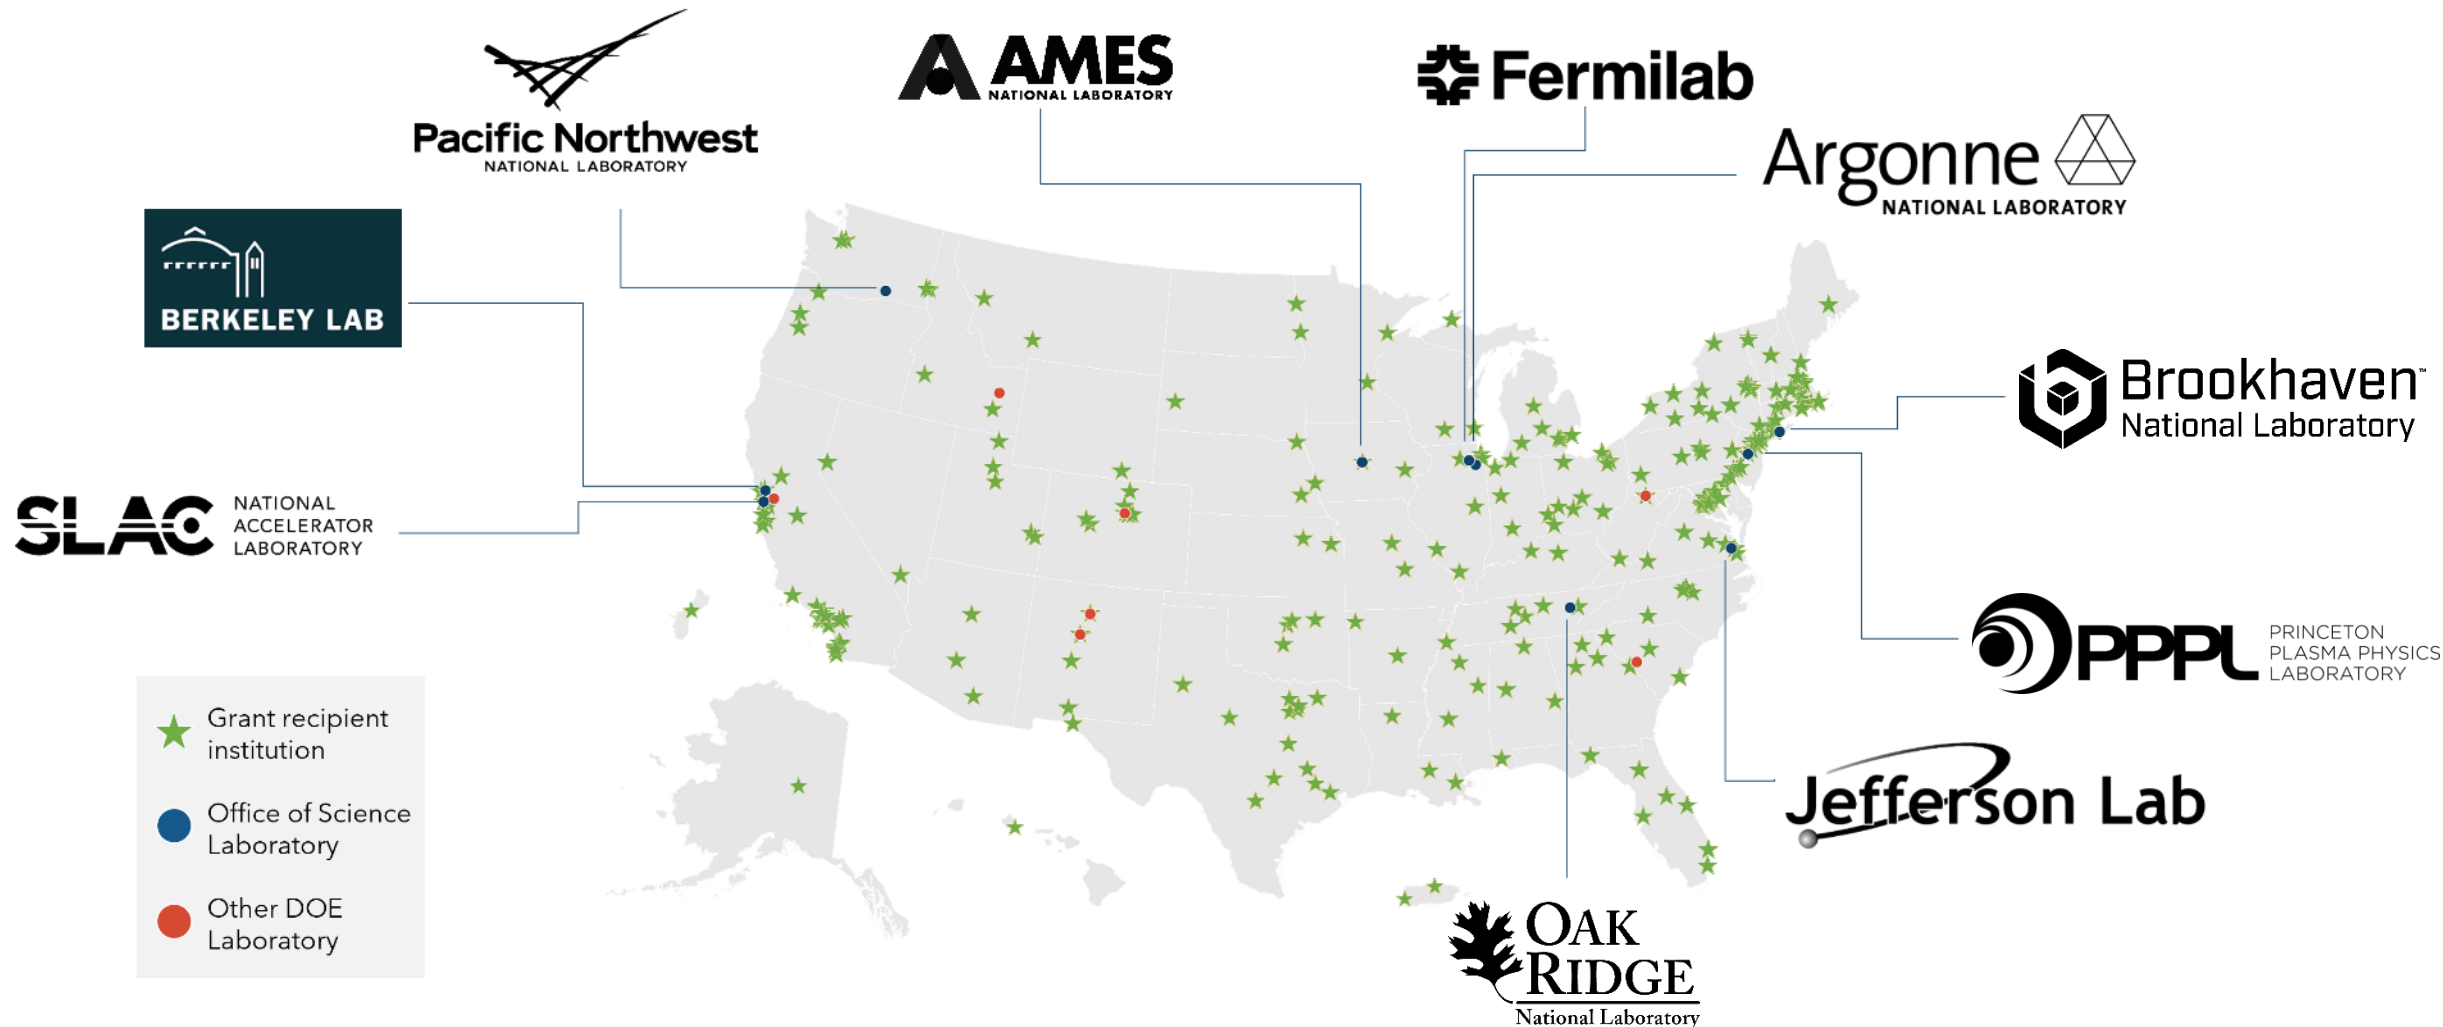 Pacific Northwest
NATIONAL LABORATORY
AMES
NATIONAL LABORATORY
Fermilab
Argonne
NATIONAL LABORATORY
BERKELEY LAB
Brookhaven™
National Laboratory
SLAC
NATIONAL
ACCELERATOR
LABORATORY
PPPL
PRINCETON
PLASMA PHYSICS
LABORATORY
Grant recipient
institution
Office of Science
Laboratory
Other DOE
Laboratory
Jefferson Lab
OAK
RIDGE
National Laboratory